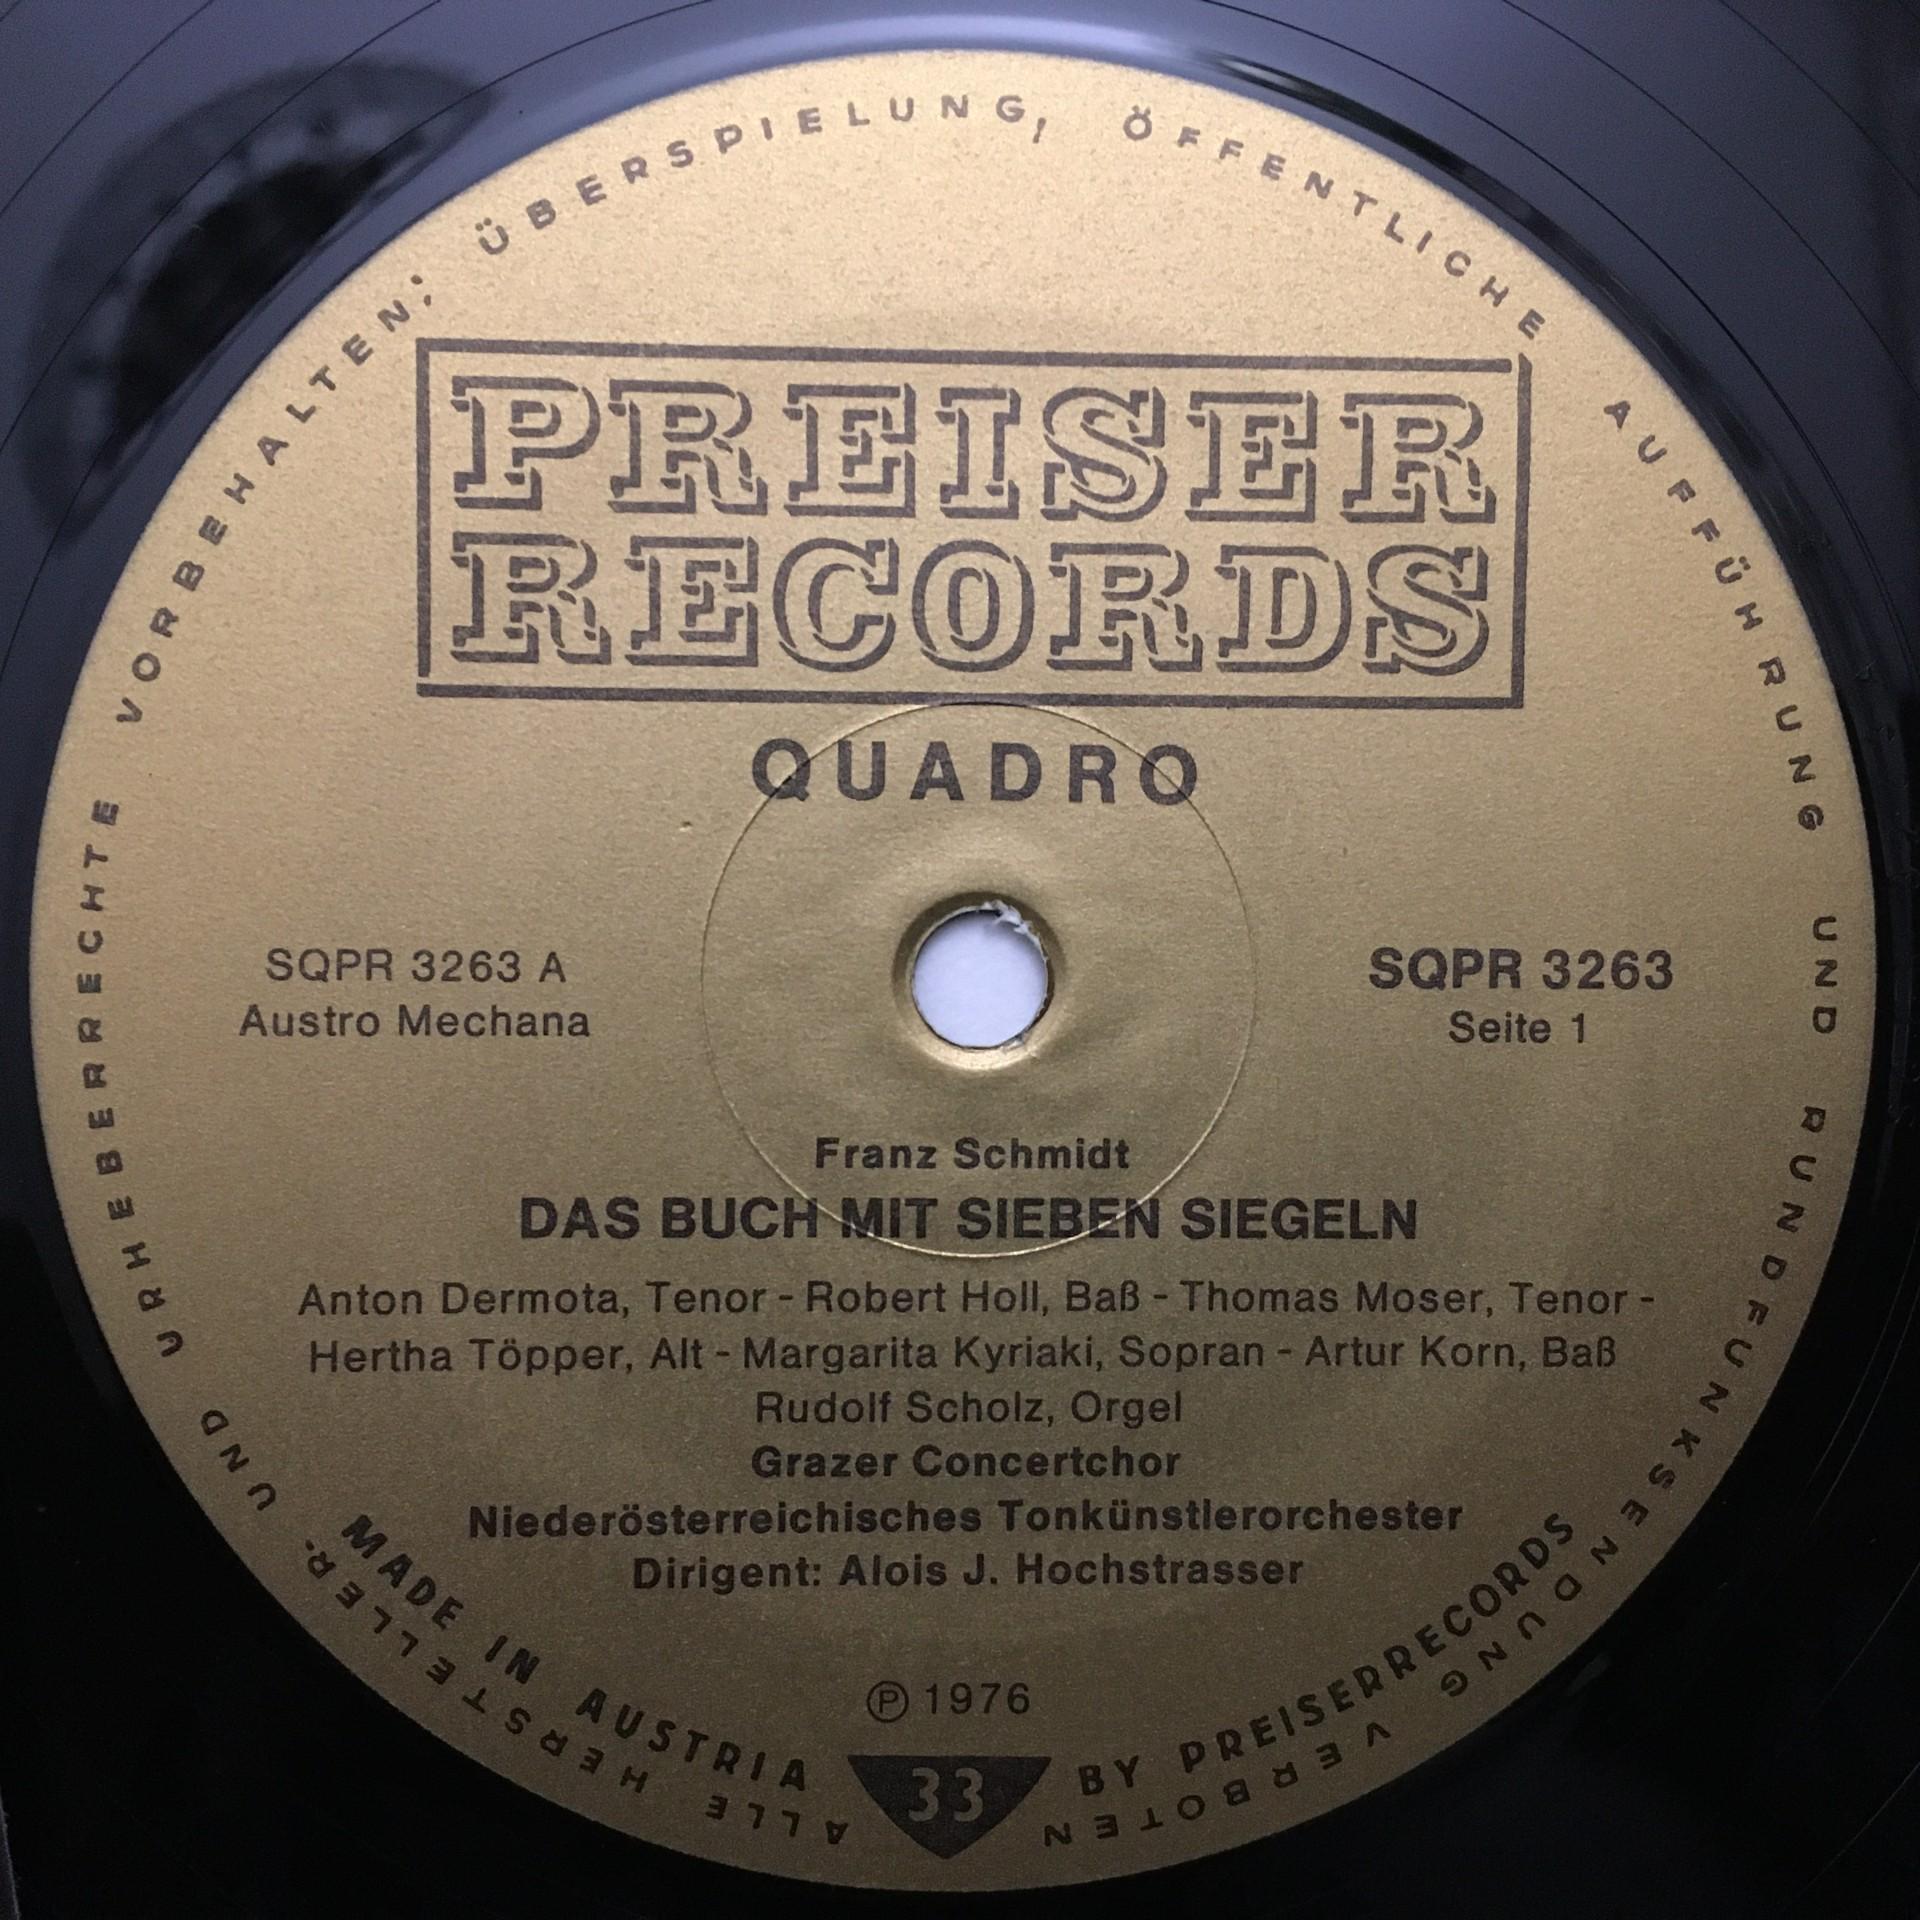 PREISER
RECORDS
QUADRO
SQPR 3263 A
Austro Mechana
SQPR 3263
Seite 1
Franz Schmidt
DAS BUCH MIT SIEBEN SIEGELN
Anton Dermota, Tenor - Robert Holl, Baß - Thomas Moser, Tenor -
Hertha Töpper, Alt - Margarita Kyriaki, Sopran - Artur Korn, Baß
Rudolf Scholz, Orgel
Grazer Concertchor
Niederösterreichisches Tonkünstlerorchester
Dirigent: Alois J. Hochstrasser
℗ 1976
33
MADE IN AUSTRIA BY PREISERRECORDS
ALLE HERSTELLER- UND URHEBERRECHTE VORBEHALTEN; ÜBERSPIELUNG, ÖFFENTLICHE AUFFÜHRUNG UND RUNDFUNKSENDUNG VERBOTEN